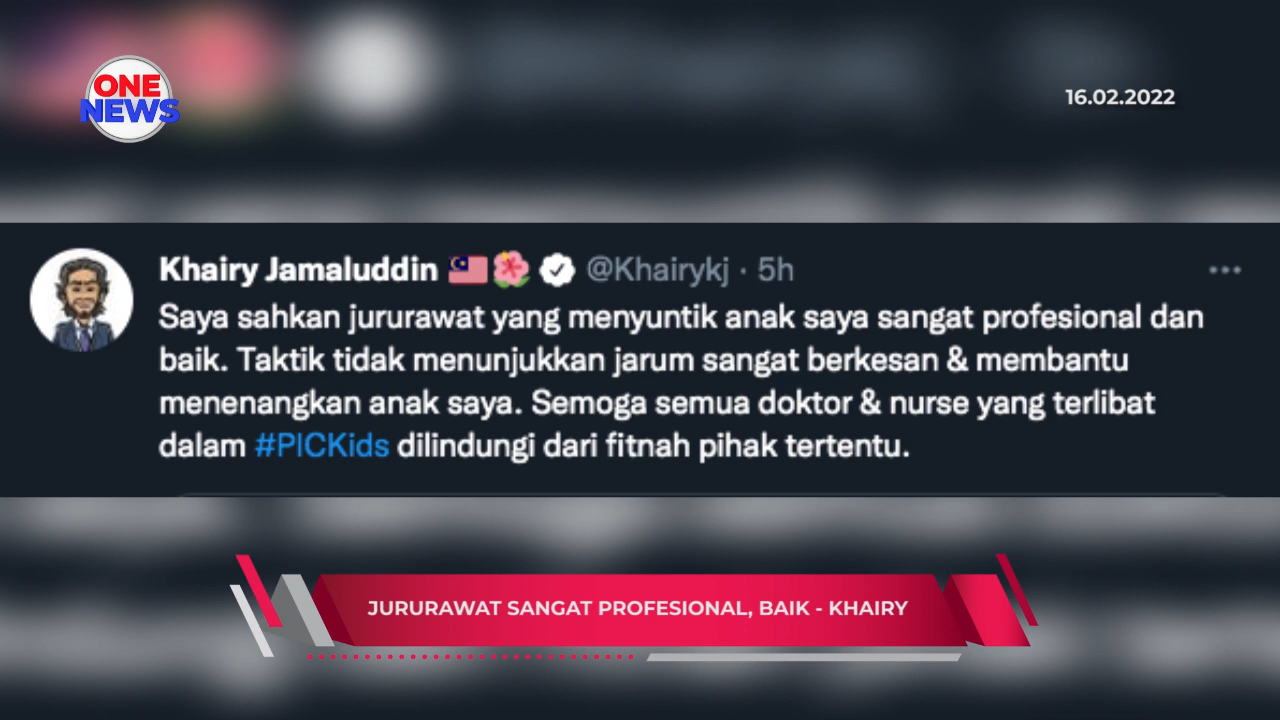 ONE
NEWS
16.02.2022
Khairy Jamaluddin 🇲🇾🌺 @Khairykj · 5h
Saya sahkan jururawat yang menyuntik anak saya sangat profesional dan
baik. Taktik tidak menunjukkan jarum sangat berkesan & membantu
menenangkan anak saya. Semoga semua doktor & nurse yang terlibat
dalam #PICKids dilindungi dari fitnah pihak tertentu.
JURURAWAT SANGAT PROFESIONAL, BAIK - KHAIRY